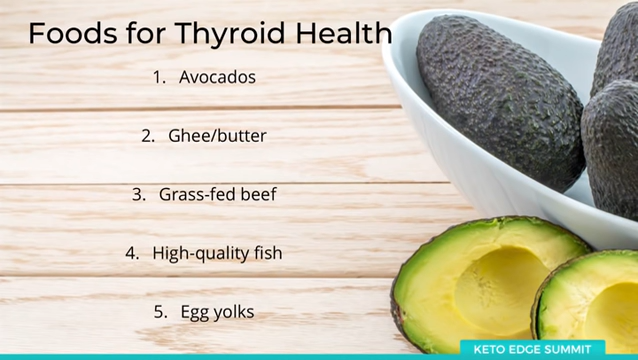 Foods for Thyroid Health
1. Avocados
2. Ghee/butter
3. Grass-fed beef
4. High-quality fish
5. Egg yolks
KETO EDGE SUMMIT